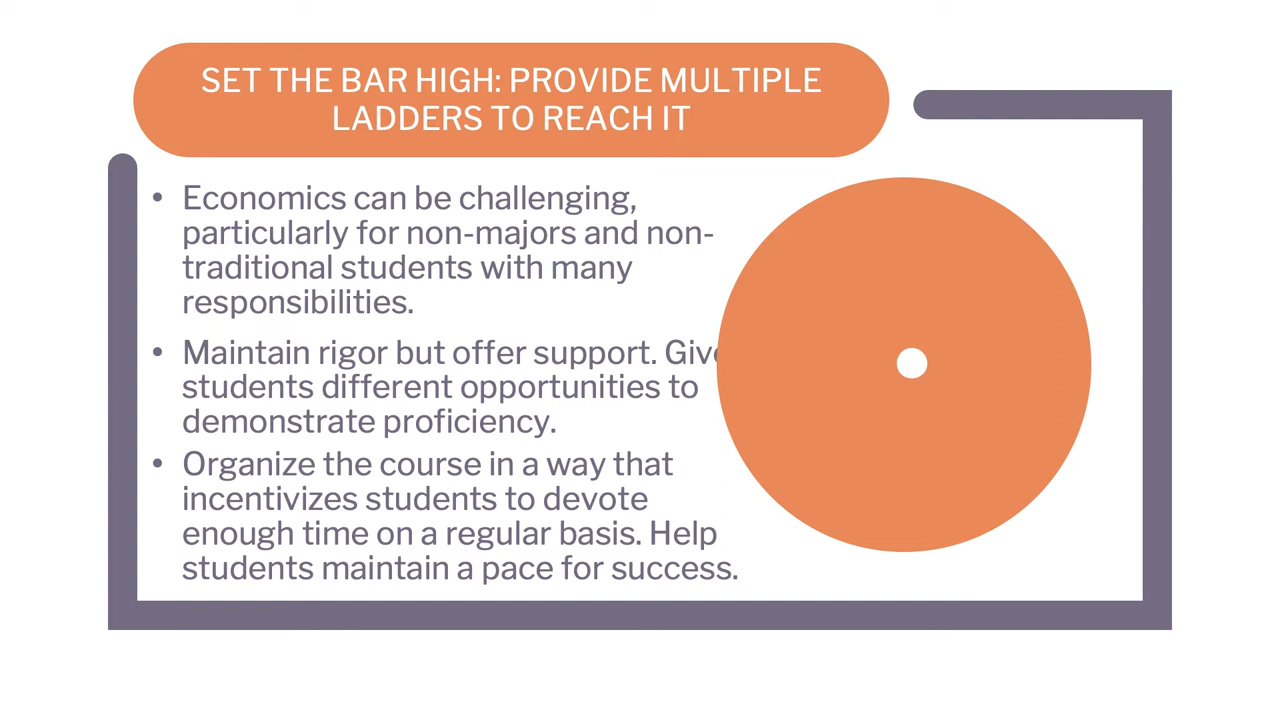 SET THE BAR HIGH: PROVIDE MULTIPLE
LADDERS TO REACH IT
• Economics can be challenging,
particularly for non-majors and non-
traditional students with many
responsibilities.
• Maintain rigor but offer support. Give
students different opportunities to
demonstrate proficiency.
• Organize the course in a way that
incentivizes students to devote
enough time on a regular basis. Help
students maintain a pace for success.